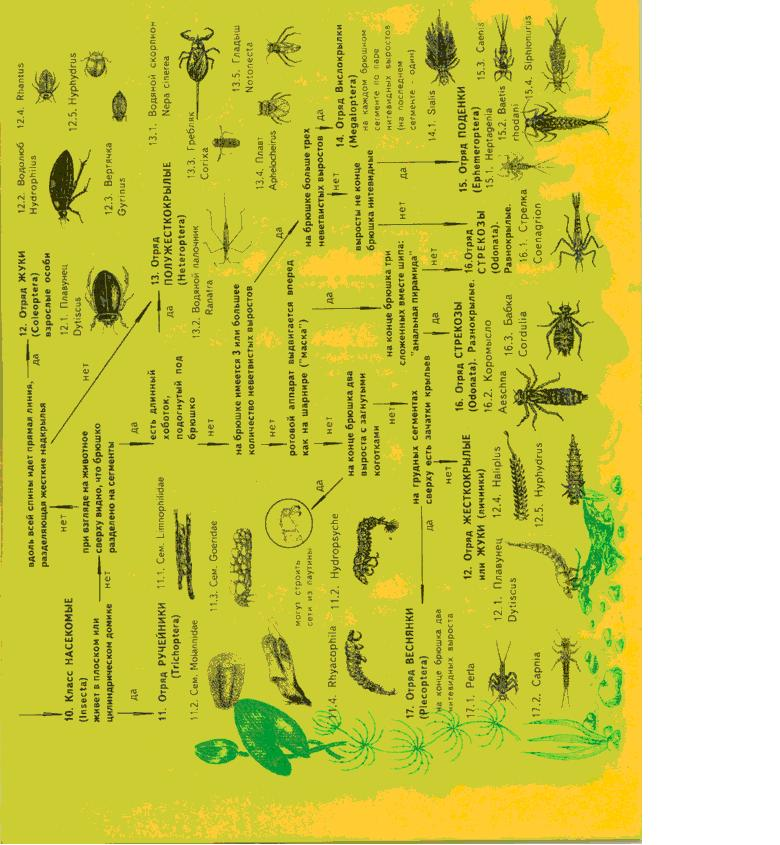 10. Класс НАСЕКОМЫЕ
(Insecta)
живет в плоском или
цилиндрическом домике
да
нет
11. Отряд РУЧЕЙНИКИ
(Trichoptera)
11.2. Сем. Molannidae
11.1. Сем. Limnophilidae
11.3. Сем. Goeridae
могут строить
сети из паутины
11.4. Rhyacophila
11.2. Hydropsyche
17. Отряд ВЕСНЯНКИ
(Plecoptera)
на конце брюшка два
нитевидных выроста
17.1. Perla
17.2. Capnia
вдоль всей спины идет прямая линия,
разделяющая жесткие надкрылья
нет
да
при взгляде на животное
сверху видно, что брюшко
разделено на сегменты
нет
да
есть длинный
хоботок,
подогнутый под
брюшко
да
нет
на брюшке имеется 3 или большее
количество неветвистых выростов
да
нет
ротовой аппарат выдвигается вперед
как на шарнире ("маска")
да
нет
на конце брюшка два
выроста с загнутыми
коготками
да
нет
на грудных сегментах
сверху есть зачатки крыльев
да
нет
12. Отряд ЖЕСТКОКРЫЛЫЕ
или ЖУКИ (личинки)
12.1. Плавунец
Dytiscus
12.4. Haliplus
12.5. Hyphydrus
12. Отряд ЖУКИ
(Coleoptera)
взрослые особи
12.1. Плавунец
Dytiscus
12.2. Водолюб
Hydrophilus
12.3. Вертячка
Gyrinus
12.4. Rhantus
12.5. Hyphydrus
13. Отряд
ПОЛУЖЕСТКОКРЫЛЫЕ
(Heteroptera)
13.2. Водяной палочник
Ranatra
13.1. Водяной скорпион
Nepa cinerea
13.3. Гребляк
Corixa
13.4. Плавт
Aphelocheirus
13.5. Гладыш
Notonecta
на брюшке больше трех
неветвистых выростов
да
нет
14. Отряд Вислокрылки
(Megaloptera)
на каждом брюшном
сегменте по паре
нитевидных выростов
(на последнем
сегменте - один)
14.1. Sialis
выросты не конце
брюшка нитевидные
да
нет
15. Отряд ПОДЕНКИ
(Ephemeroptera)
15.1. Heptagenia
15.2. Baetis
rhodani
15.3. Caenis
15.4. Siphlonurus
на конце брюшка три
сложенных вместе шипа:
"анальная пирамида"
да
нет
16. Отряд СТРЕКОЗЫ
(Odonata). Разнокрылые.
16.2. Коромысло
Aeschna
16.3. Бабка
Cordulia
16.Отряд
СТРЕКОЗЫ
(Odonata).
Равнокрылые.
16.1. Стрелка
Coenagrion